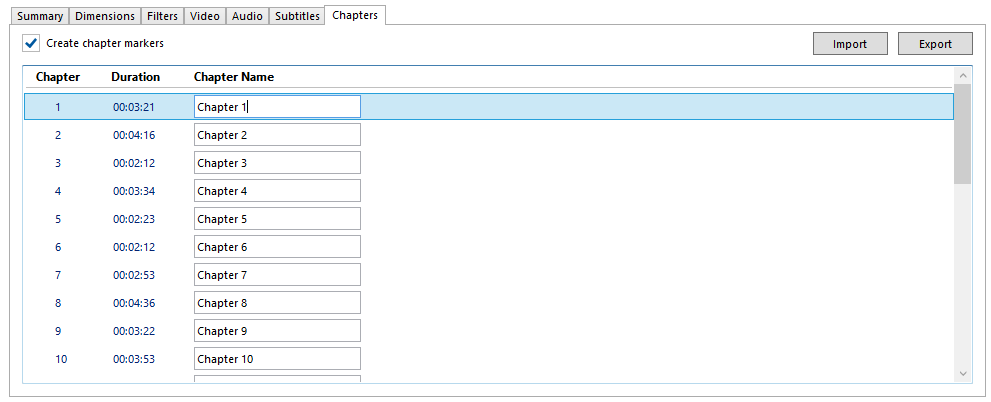 Summary Dimensions Filters Video Audio Subtitles Chapters
Create chapter markers Import Export
Chapter Duration Chapter Name
1 00:03:21 Chapter 1
2 00:04:16 Chapter 2
3 00:02:12 Chapter 3
4 00:03:34 Chapter 4
5 00:02:23 Chapter 5
6 00:02:12 Chapter 6
7 00:02:53 Chapter 7
8 00:04:36 Chapter 8
9 00:03:22 Chapter 9
10 00:03:53 Chapter 10